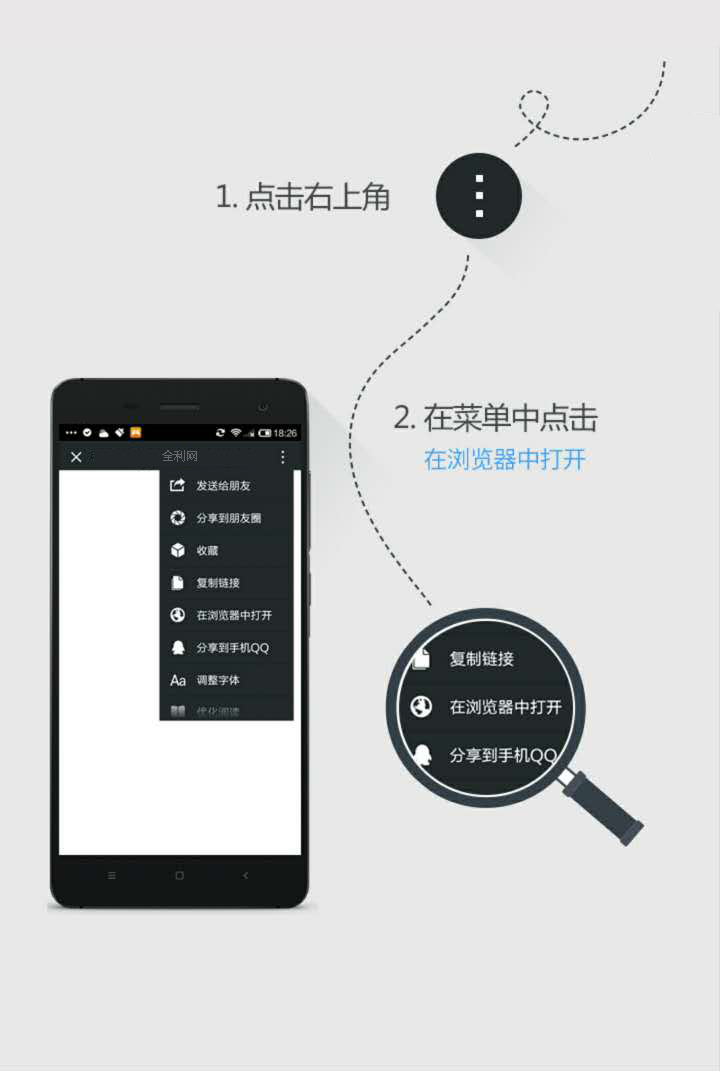 1. 点击右上角
2. 在菜单中点击
在浏览器中打开
18:26
全利网
发送给朋友
分享到朋友圈
收藏
复制链接
在浏览器中打开
分享到手机QQ
Aa 调整字体
优化阅读
复制链接
在浏览器中打开
分享到手机QQ